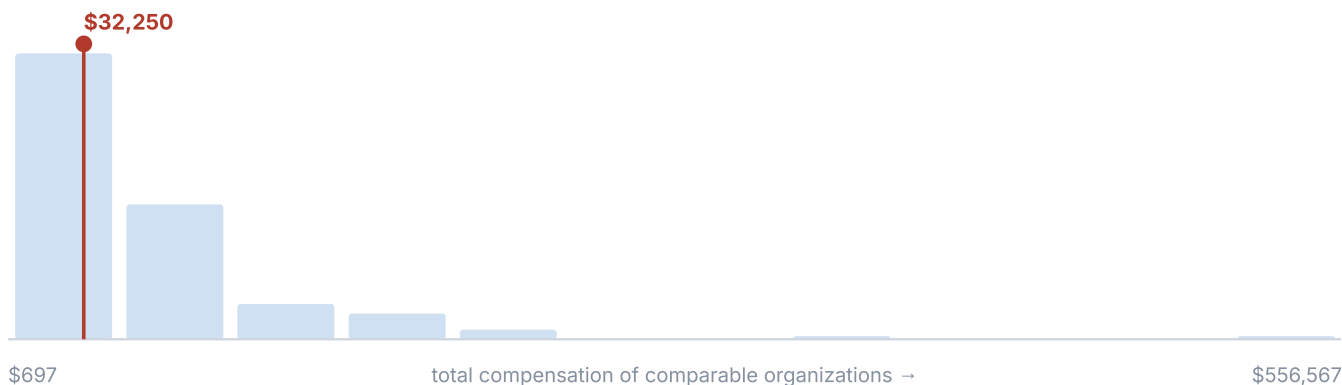 $32,250
$697 total compensation of comparable organizations → $556,567